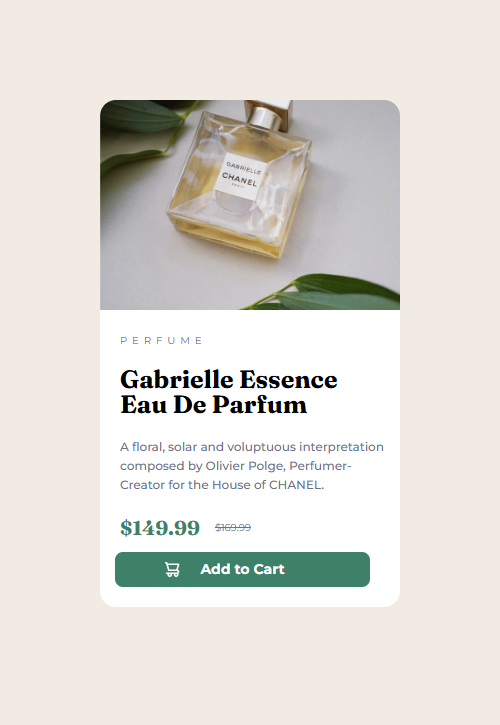 GABRIELLE
CHANEL
PARIS
PERFUME
Gabrielle Essence
Eau De Parfum
A floral, solar and voluptuous interpretation
composed by Olivier Polge, Perfumer-
Creator for the House of CHANEL.
$149.99 $169.99
Add to Cart